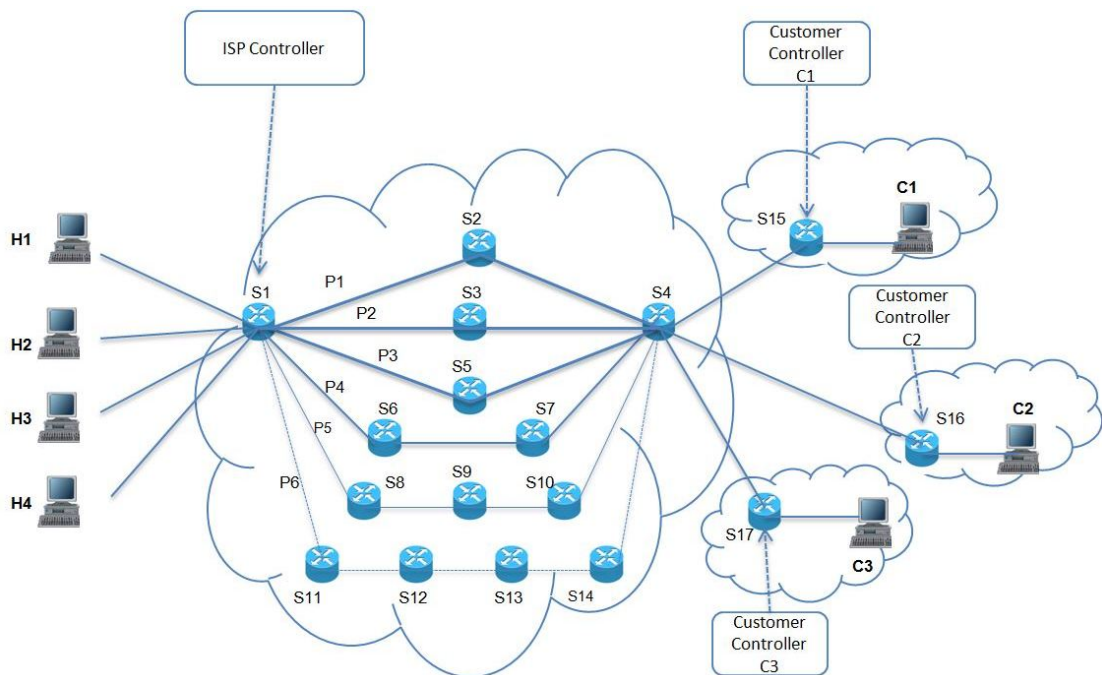 ISP Controller
Customer
Controller
C1
C1
S15
H1
S2
P1
S1
P2
S3
S4
Customer
Controller
C2
H2
P3
S5
P4
S6
S7
S16
C2
H3
P5
S8
S9
S10
P6
H4
S17
C3
S11
S12
S13
S14
Customer
Controller
C3